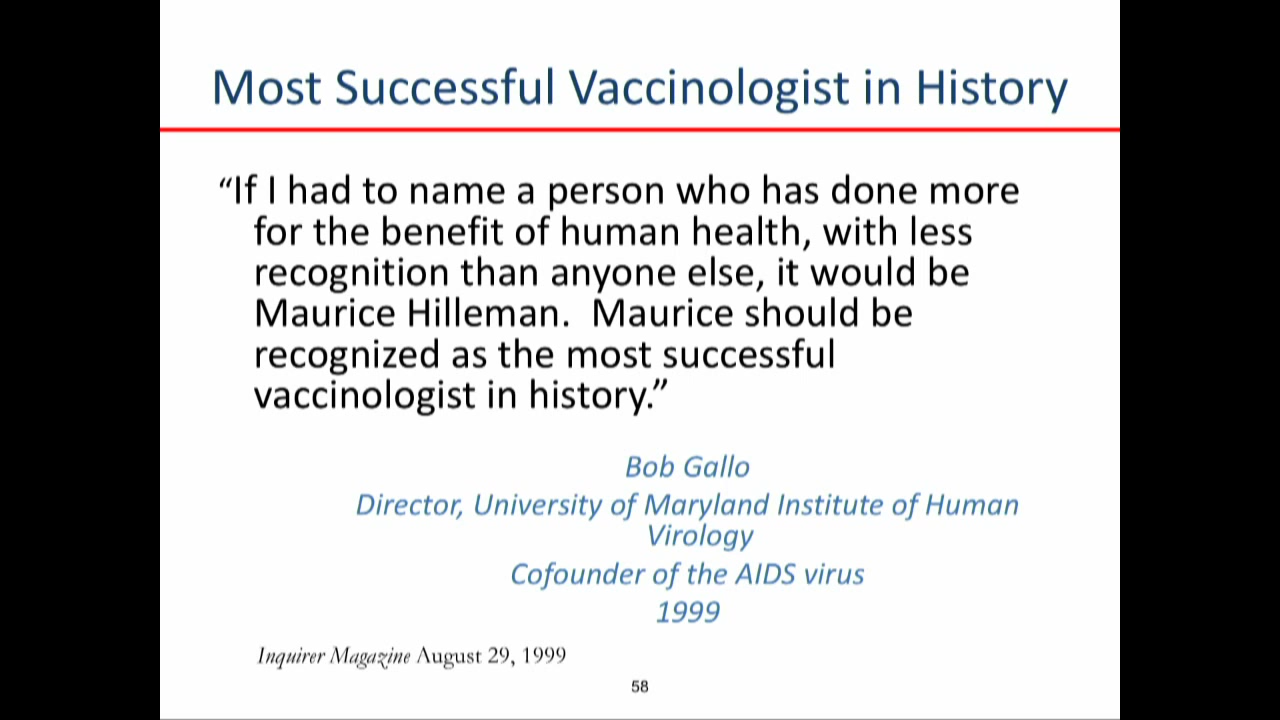 Most Successful Vaccinologist in History
“If I had to name a person who has done more
for the benefit of human health, with less
recognition than anyone else, it would be
Maurice Hilleman.  Maurice should be
recognized as the most successful
vaccinologist in history.”
Bob Gallo
Director, University of Maryland Institute of Human
Virology
Cofounder of the AIDS virus
1999
Inquirer Magazine August 29, 1999
58